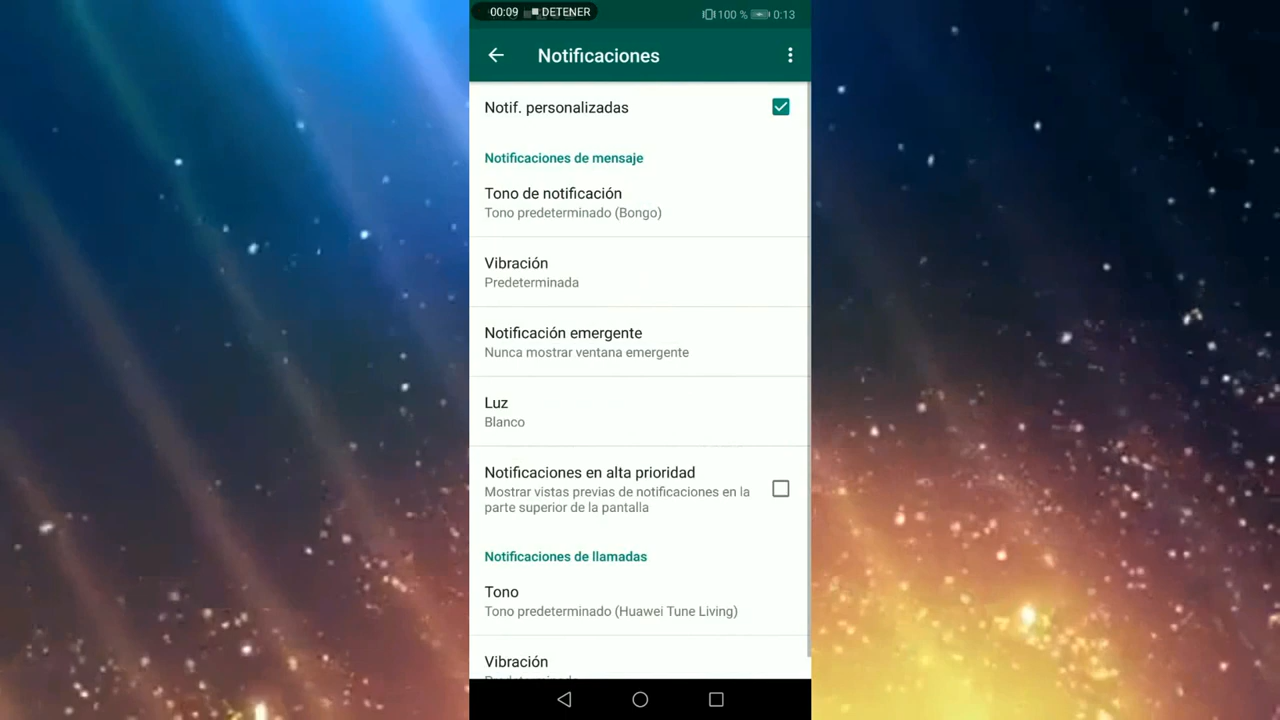 00:09 DETENER 100 % 0:13
Notificaciones
Notif. personalizadas
Notificaciones de mensaje
Tono de notificación
Tono predeterminado (Bongo)
Vibración
Predeterminada
Notificación emergente
Nunca mostrar ventana emergente
Luz
Blanco
Notificaciones en alta prioridad
Mostrar vistas previas de notificaciones en la
parte superior de la pantalla
Notificaciones de llamadas
Tono
Tono predeterminado (Huawei Tune Living)
Vibración